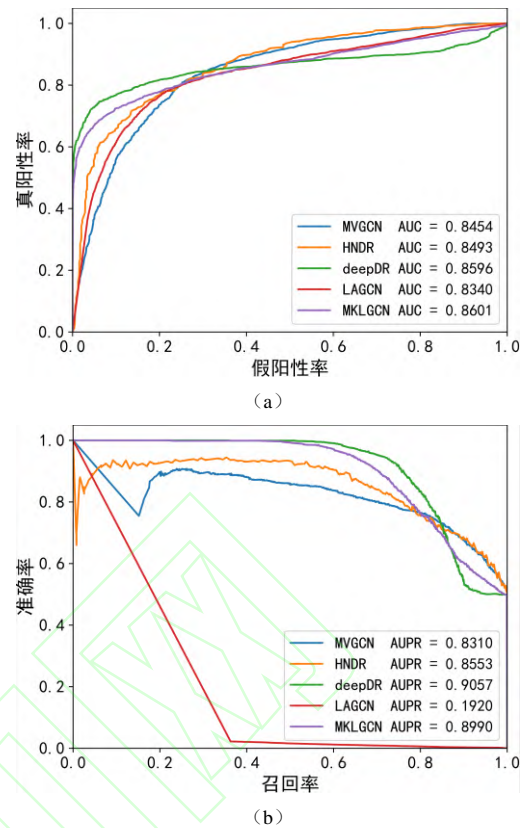 1.0
0.8
0.6
0.4
0.2
0.0
真阳性率
MVGCN AUC = 0.8454
HNDR AUC = 0.8493
deepDR AUC = 0.8596
LAGCN AUC = 0.8340
MKLGCN AUC = 0.8601
0.0 0.2 0.4 0.6 0.8 1.0
假阳性率
(a)
1.0
0.8
0.6
0.4
0.2
0.0
准确率
MVGCN AUPR = 0.8310
HNDR AUPR = 0.8553
deepDR AUPR = 0.9057
LAGCN AUPR = 0.1920
MKLGCN AUPR = 0.8990
0.0 0.2 0.4 0.6 0.8 1.0
召回率
(b)